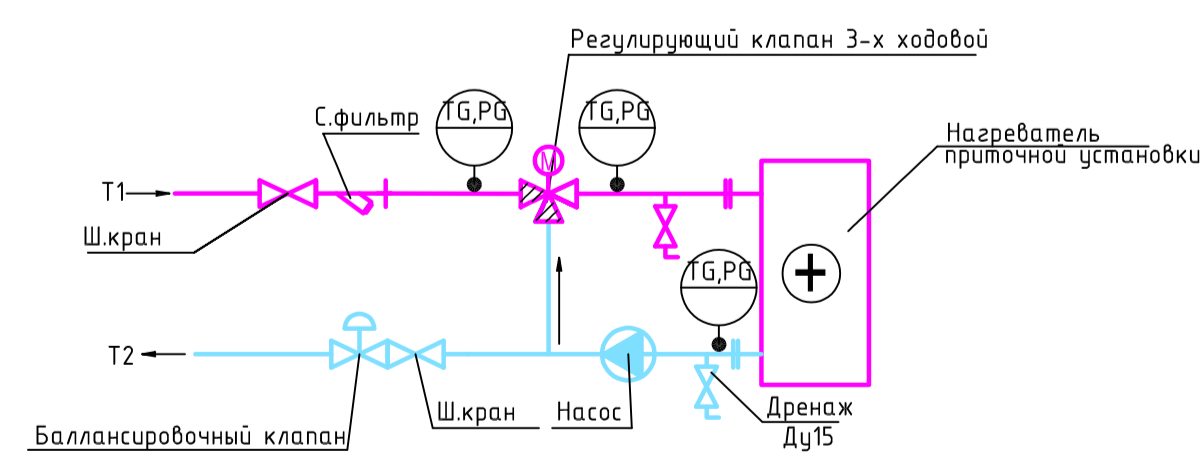 Регулирующий клапан 3-х ходовой
TG,PG
TG,PG
С.фильтр
M
Нагреватель
приточной установки
T1
Ш.кран
TG,PG
T2
Ш.кран
Насос
Дренаж
Ду15
Баллансировочный клапан